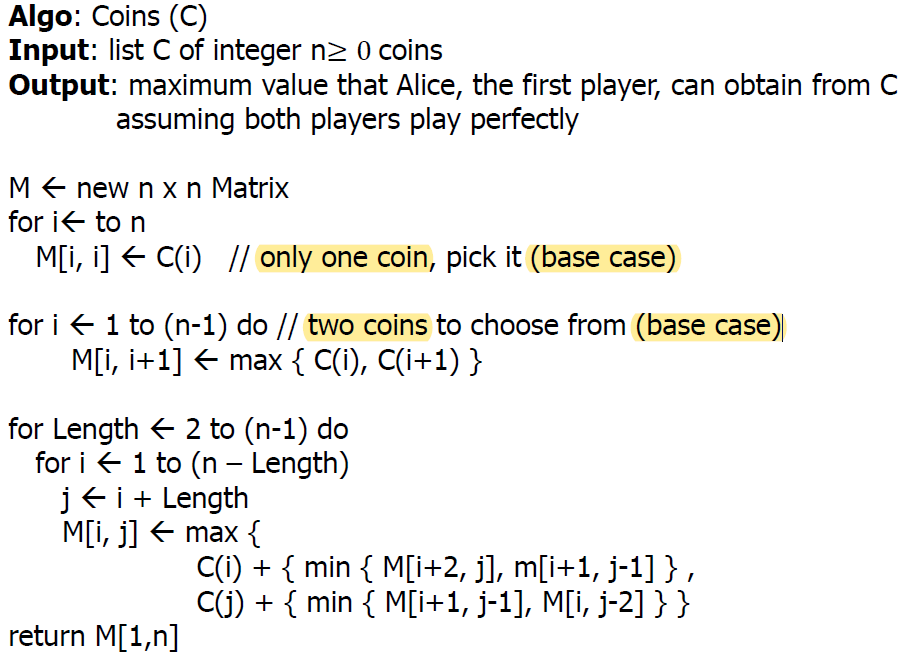 Algo: Coins (C)
Input: list C of integer n≥ 0 coins
Output: maximum value that Alice, the first player, can obtain from C
assuming both players play perfectly
M ← new n x n Matrix
for i← to n
M[i, i] ← C(i) // only one coin, pick it (base case)
for i ← 1 to (n-1) do // two coins to choose from (base case)
M[i, i+1] ← max { C(i), C(i+1) }
for Length ← 2 to (n-1) do
for i ← 1 to (n – Length)
j ← i + Length
M[i, j] ← max {
C(i) + { min { M[i+2, j], m[i+1, j-1] } ,
C(j) + { min { M[i+1, j-1], M[i, j-2] } }
return M[1,n]